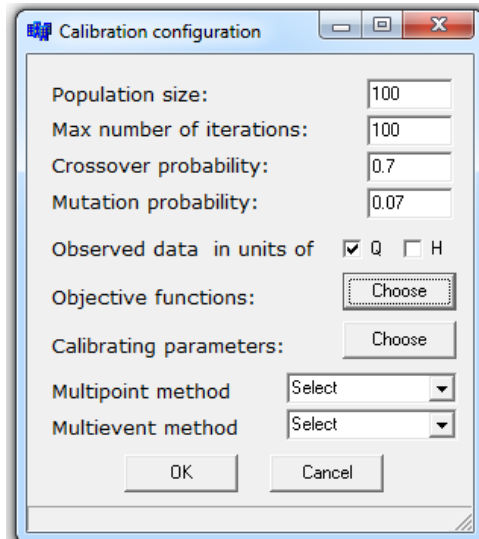 Calibration configuration
Population size: 100
Max number of iterations: 100
Crossover probability: 0.7
Mutation probability: 0.07
Observed data in units of Q H
Objective functions: Choose
Calibrating parameters: Choose
Multipoint method Select
Multievent method Select
OK Cancel